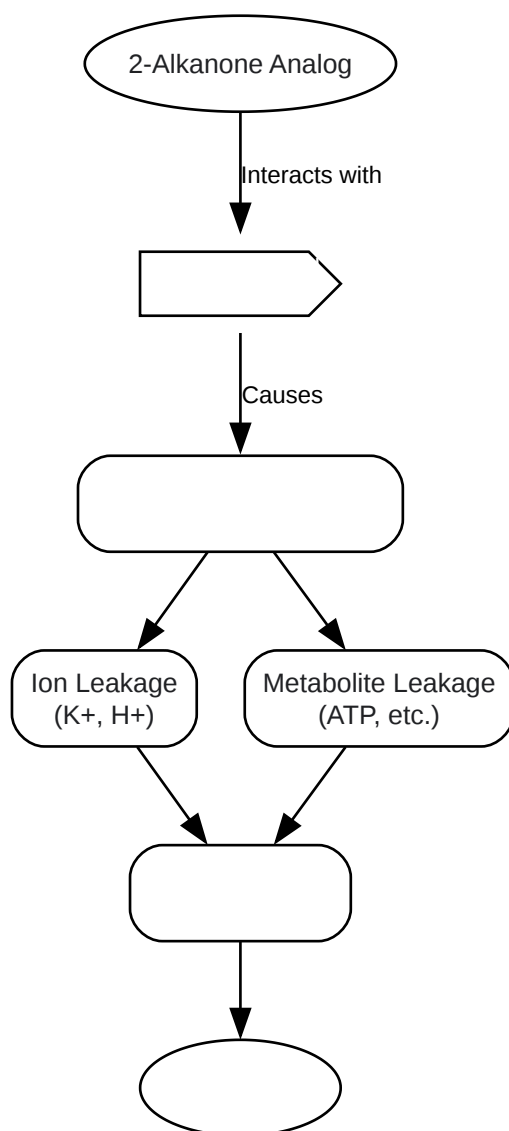 2-Alkanone Analog
Interacts with
Causes
Ion Leakage
(K+, H+)
Metabolite Leakage
(ATP, etc.)